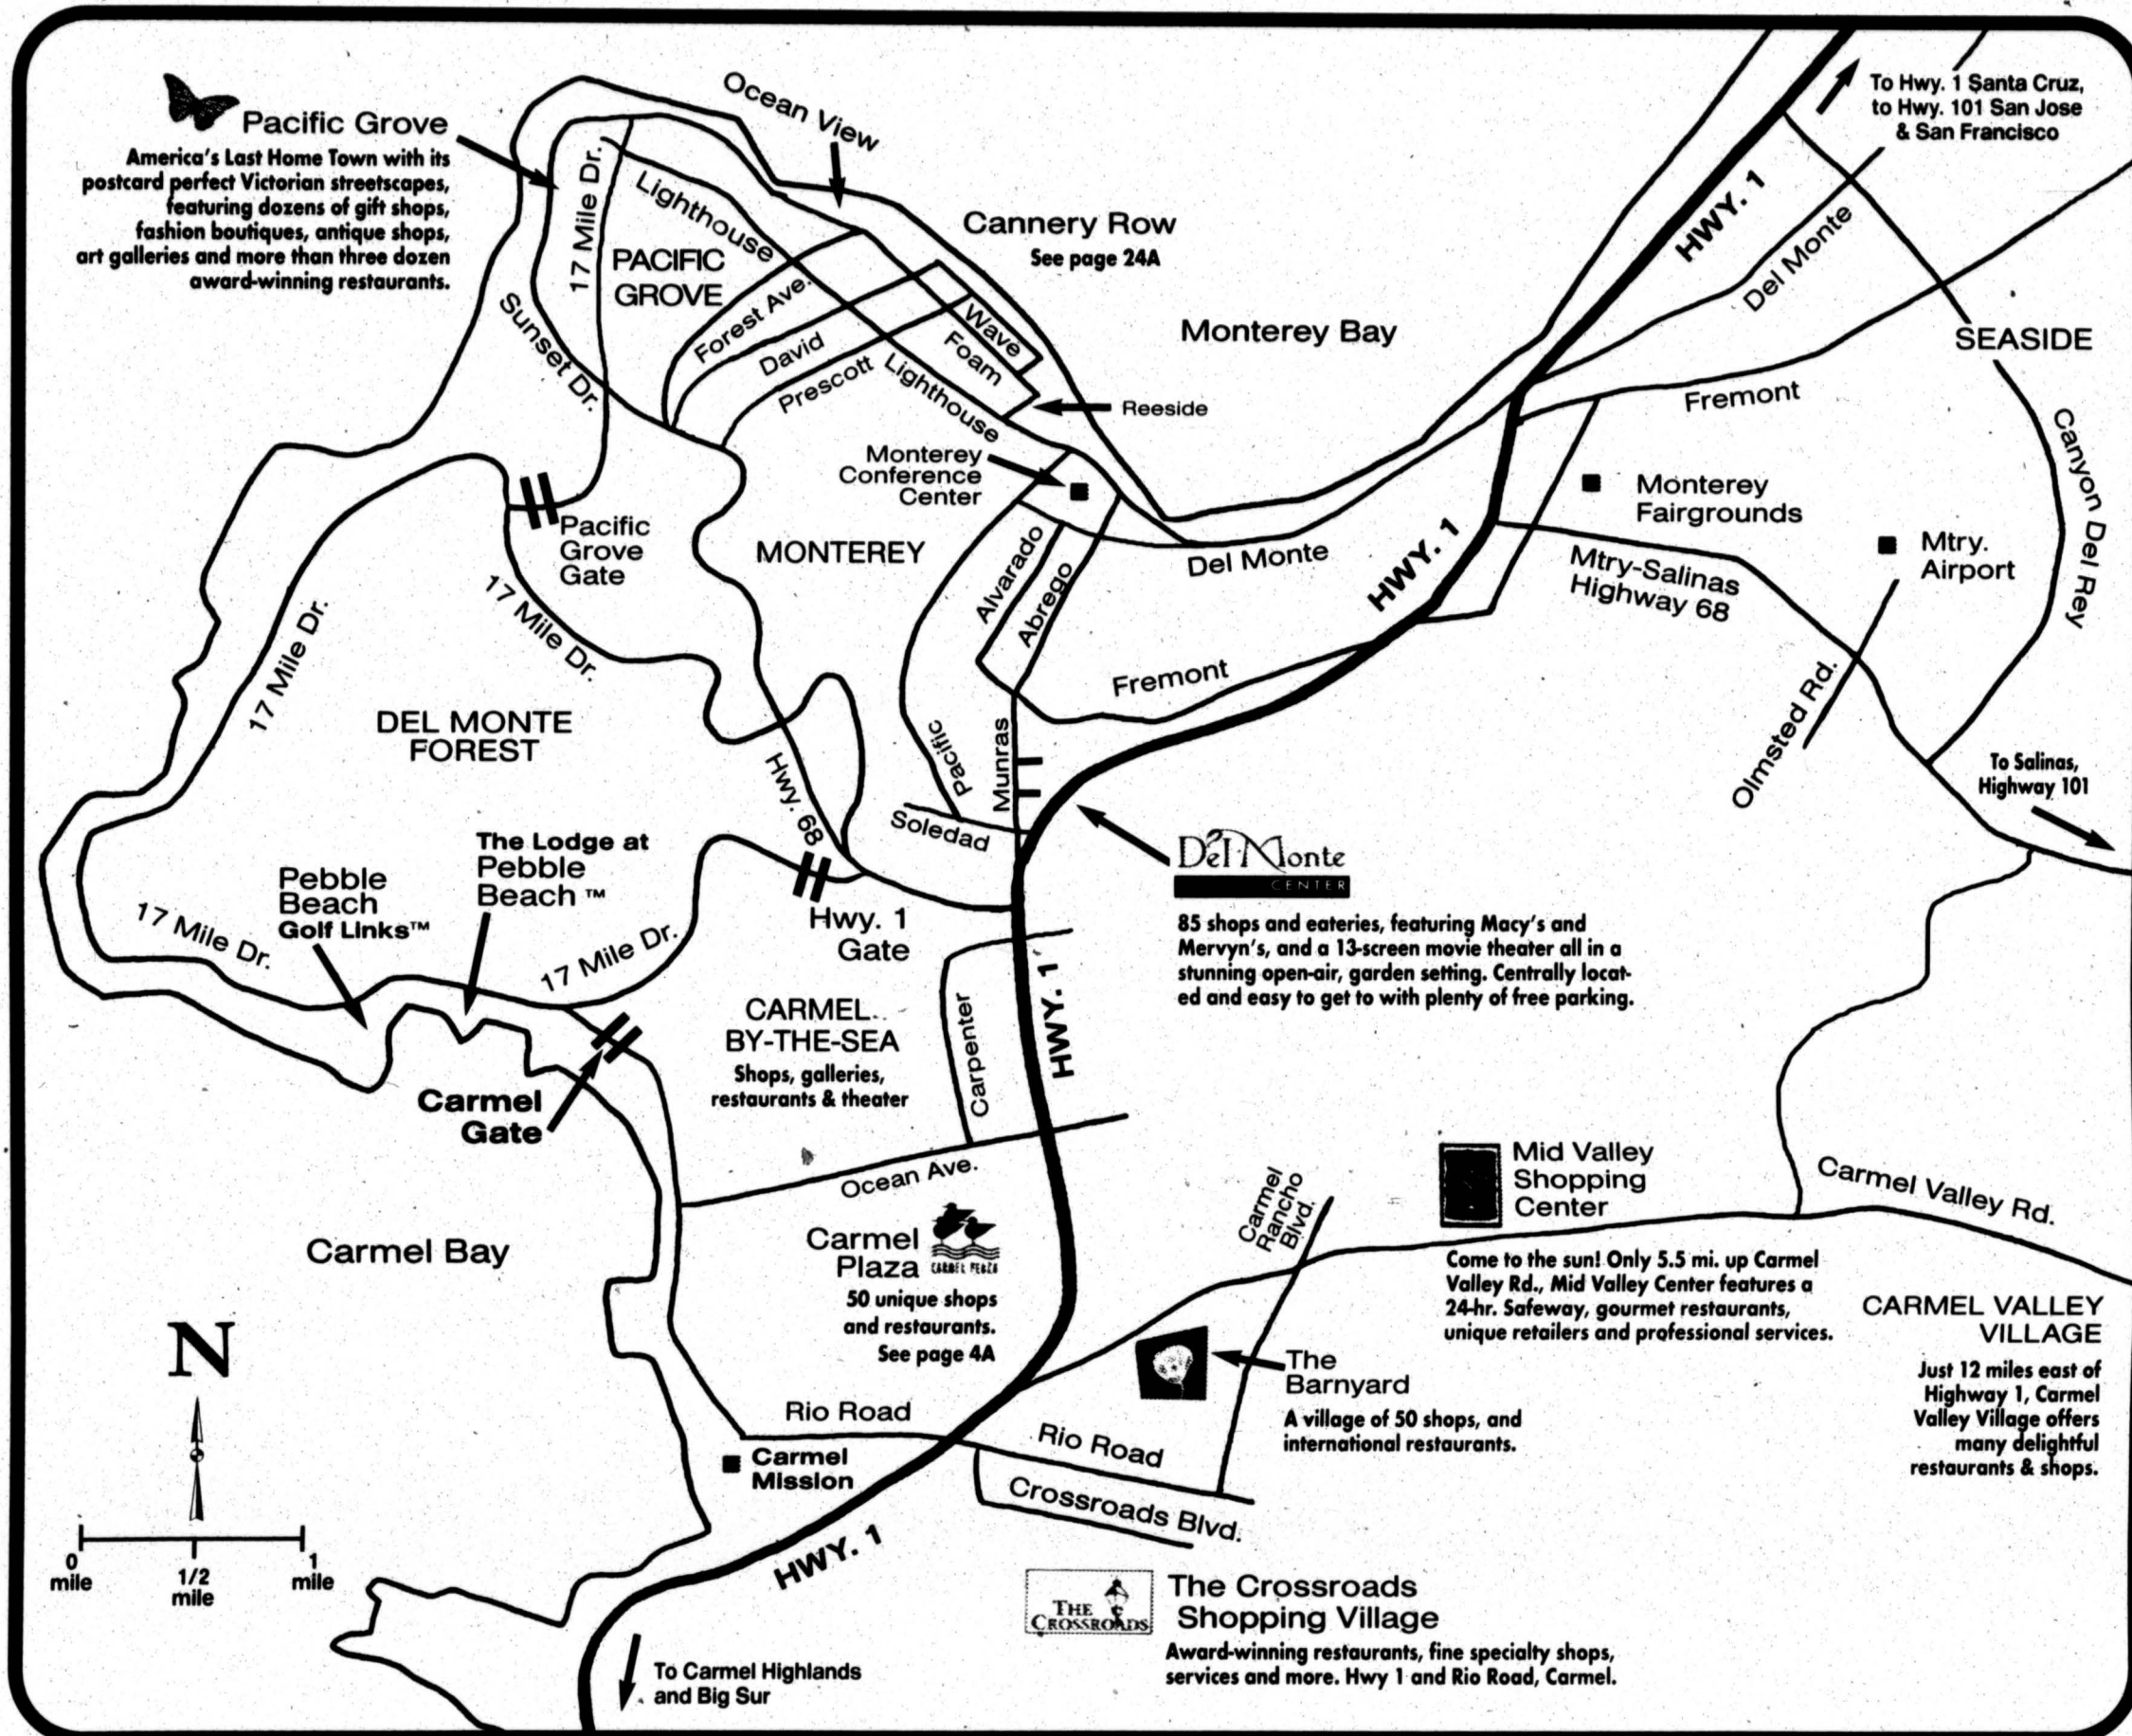 Pacific Grove
America's Last Home Town with its
postcard perfect Victorian streetscapes,
featuring dozens of gift shops,
fashion boutiques, antique shops,
art galleries and more than three dozen
award-winning restaurants.
Ocean View
To Hwy. 1 Santa Cruz,
to Hwy. 101 San Jose
& San Francisco
17 Mile Dr.
Lighthouse
PACIFIC
GROVE
Cannery Row
See page 24A
HWY. 1
Del Monte
Sunset Dr.
Forest Ave.
David
Prescott
Wave
Foam
Lighthouse
Reeside
Monterey Bay
SEASIDE
Fremont
Canyon Del Rey
Monterey
Conference
Center
Monterey
Fairgrounds
Mtry.
Airport
Pacific
Grove
Gate
MONTEREY
Alvarado
Abrego
Del Monte
HWY. 1
Mtry-Salinas
Highway 68
17 Mile Dr.
17 Mile Dr.
Fremont
Olmsted Rd.
DEL MONTE
FOREST
Hwy. 68
Pacific
Munras
Soledad
To Salinas,
Highway 101
The Lodge at
Pebble
Beach ™
Pebble
Beach
Golf Links™
17 Mile Dr.
17 Mile Dr.
Hwy. 1
Gate
Del Monte
CENTER
85 shops and eateries, featuring Macy's and
Mervyn's, and a 13-screen movie theater all in a
stunning open-air, garden setting. Centrally locat-
ed and easy to get to with plenty of free parking.
CARMEL
BY-THE-SEA
Shops, galleries,
restaurants & theater
Carpenter
HWY. 1
Carmel
Gate
Ocean Ave.
Carmel
Rancho
Blvd.
Mid Valley
Shopping
Center
Carmel Valley Rd.
Come to the sun! Only 5.5 mi. up Carmel
Valley Rd., Mid Valley Center features a
24-hr. Safeway, gourmet restaurants,
unique retailers and professional services.
Carmel Bay
Carmel
Plaza
CARMEL PLAZA
50 unique shops
and restaurants.
See page 4A
CARMEL VALLEY
VILLAGE
Just 12 miles east of
Highway 1, Carmel
Valley Village offers
many delightful
restaurants & shops.
N
The
Barnyard
A village of 50 shops, and
international restaurants.
Rio Road
Rio Road
Carmel
Mission
Crossroads Blvd.
HWY. 1
0
mile
1/2
mile
1
mile
THE
CROSSROADS
The Crossroads
Shopping Village
Award-winning restaurants, fine specialty shops,
services and more. Hwy 1 and Rio Road, Carmel.
To Carmel Highlands
and Big Sur